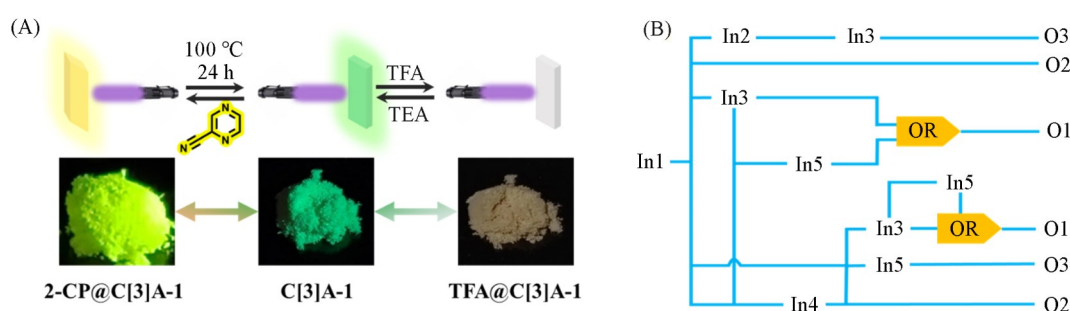 (A)
100 ℃
24 h
N
N
N
TFA
TEA
2-CP@C[3]A-1
C[3]A-1
TFA@C[3]A-1
(B)
In2 In3 O3
O2
In3
OR O1
In1 In5
In5
In3 OR O1
In5 O3
In4 O2